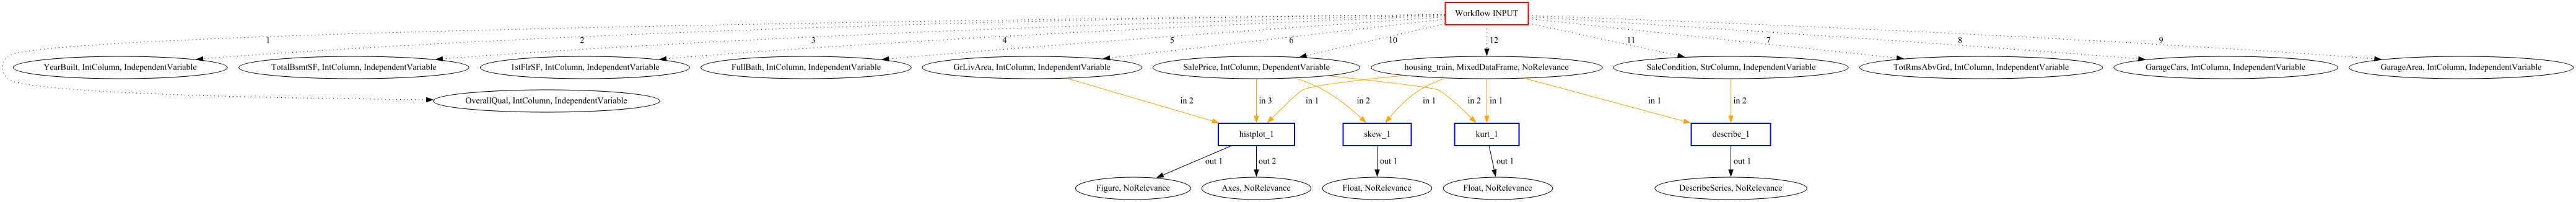 Workflow INPUT
1
2
3
4
5
6
10
12
11
7
8
9
YearBuilt, IntColumn, IndependentVariable
TotalBsmtSF, IntColumn, IndependentVariable
1stFlrSF, IntColumn, IndependentVariable
FullBath, IntColumn, IndependentVariable
GrLivArea, IntColumn, IndependentVariable
SalePrice, IntColumn, DependentVariable
housing_train, MixedDataFrame, NoRelevance
SaleCondition, StrColumn, IndependentVariable
TotRmsAbvGrd, IntColumn, IndependentVariable
GarageCars, IntColumn, IndependentVariable
GarageArea, IntColumn, IndependentVariable
OverallQual, IntColumn, IndependentVariable
in 2
in 3
in 1
in 2
in 1
in 2
in 1
in 1
in 2
histplot_1
skew_1
kurt_1
describe_1
out 1
out 2
out 1
out 1
out 1
Figure, NoRelevance
Axes, NoRelevance
Float, NoRelevance
Float, NoRelevance
DescribeSeries, NoRelevance